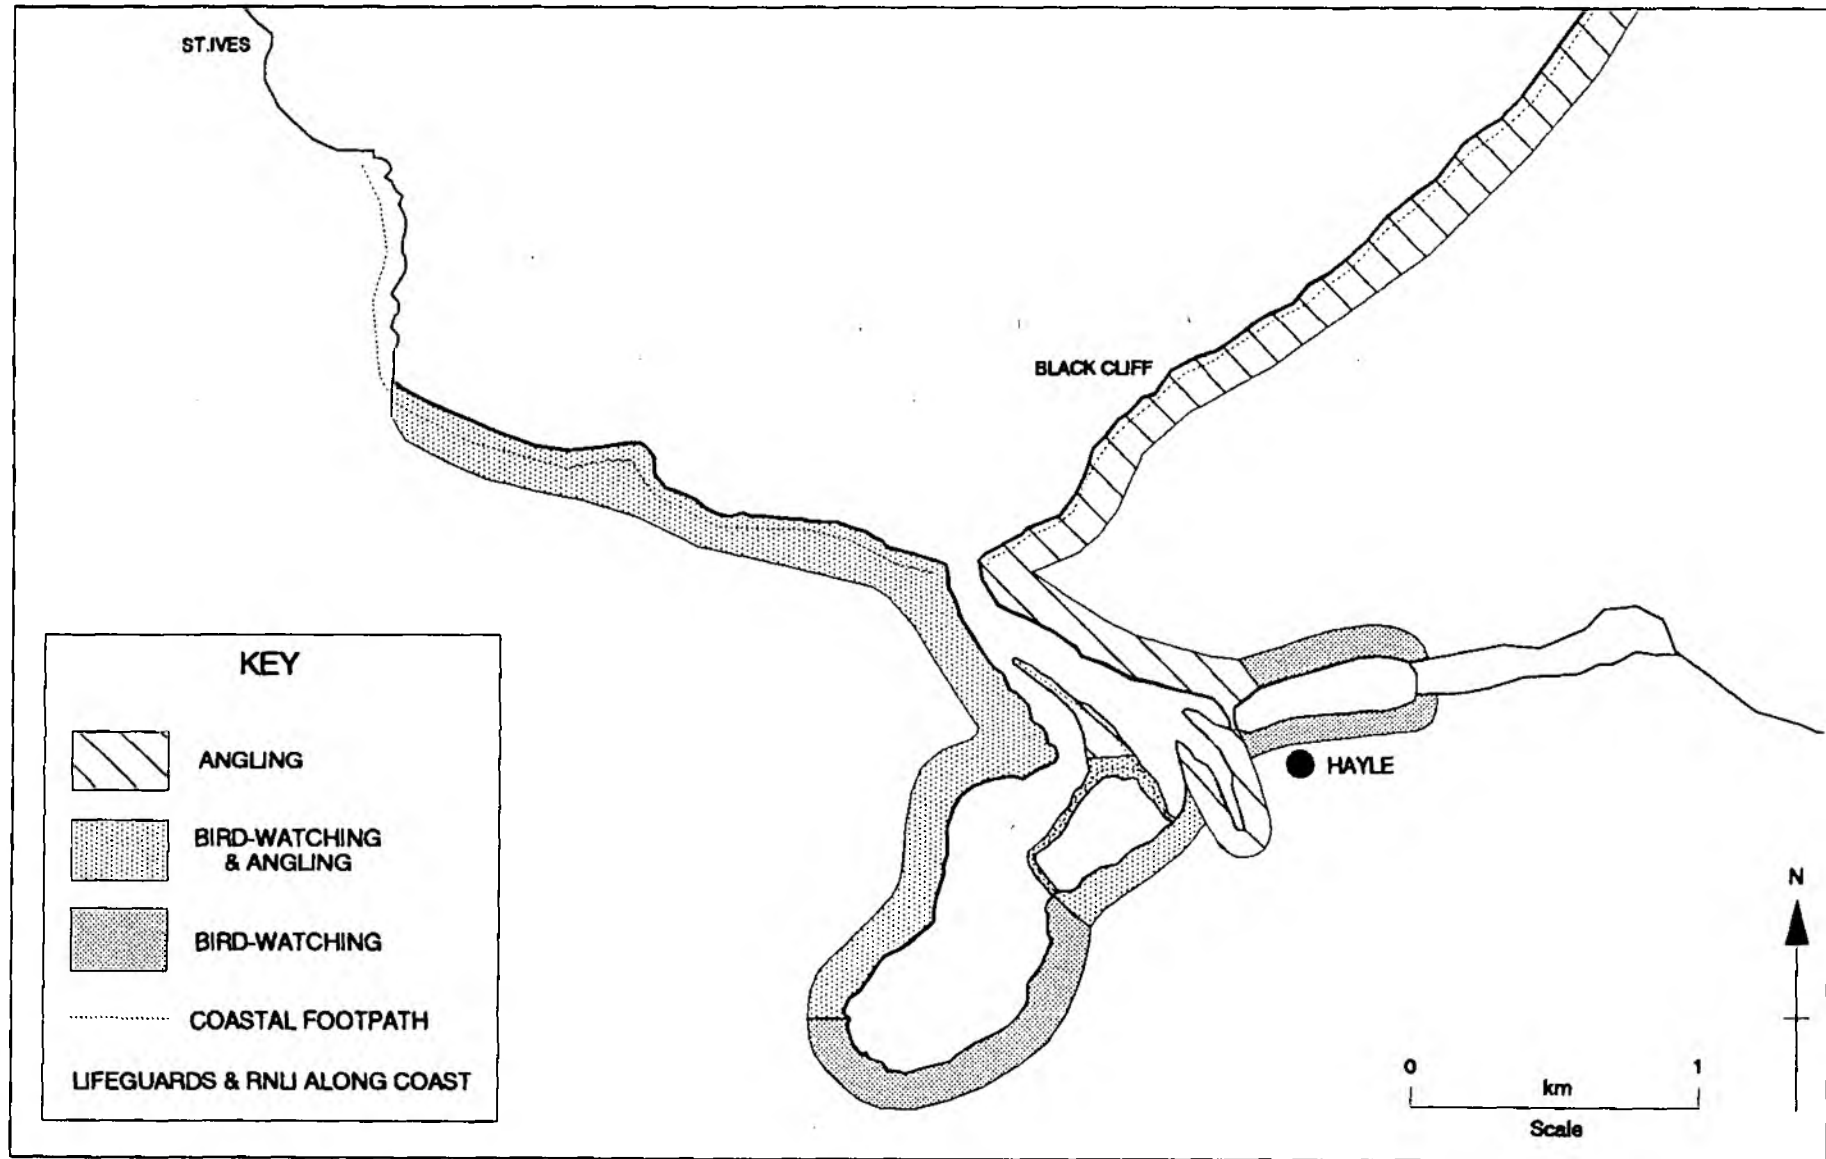 ST.IVES
BLACK CLIFF
HAYLE
KEY
ANGLING
BIRD-WATCHING
& ANGLING
BIRD-WATCHING
COASTAL FOOTPATH
LIFEGUARDS & RNLI ALONG COAST
N
0 1
km
Scale